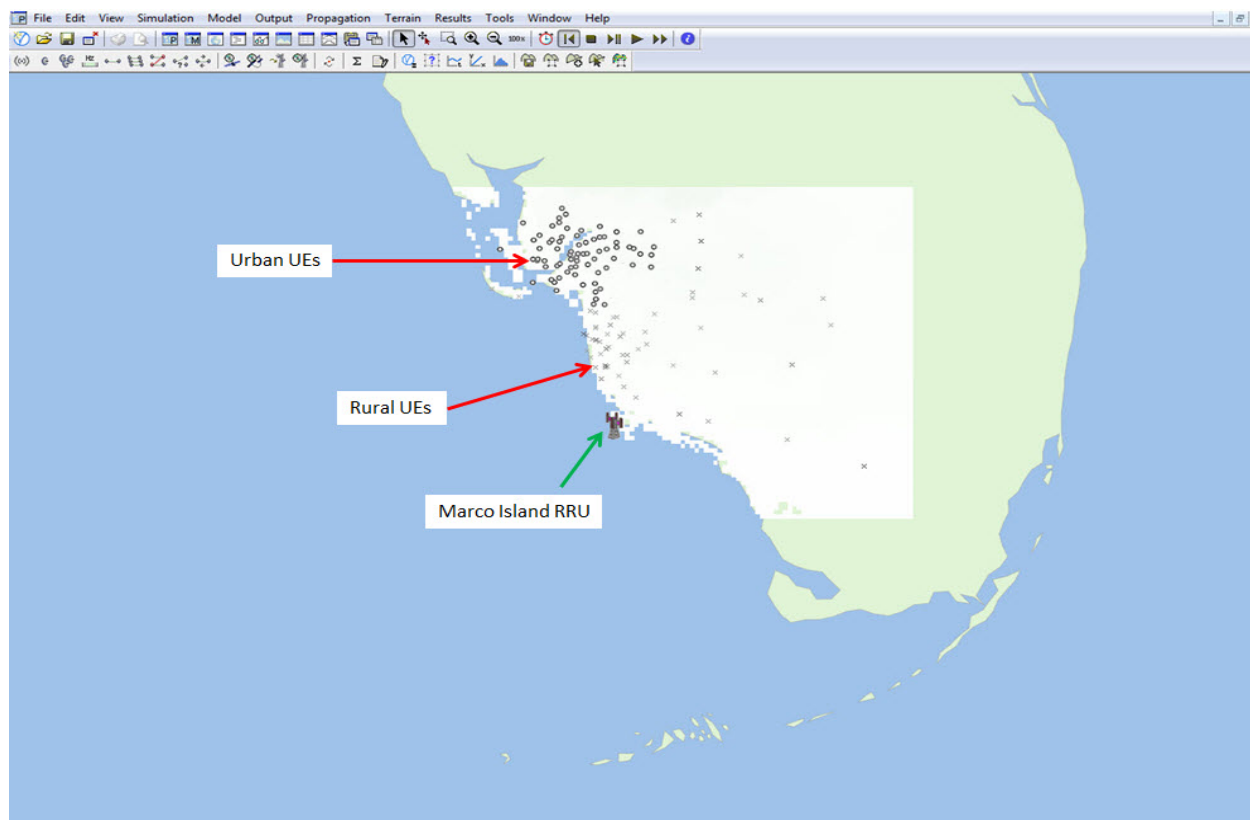 File Edit View Simulation Model Output Propagation Terrain Results Tools Window Help
Urban UEs
Rural UEs
Marco Island RRU